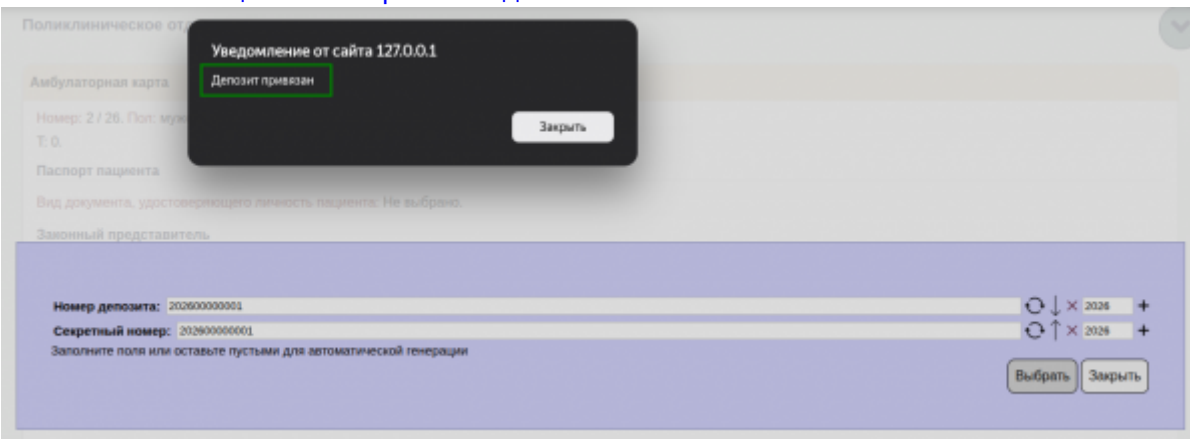 Поликлиническое от
Уведомление от сайта 127.0.0.1
Депозит привязан
Закрыть
Амбулаторная карта
Номер: 2 / 26. Пол: муж
Т: 0.
Паспорт пациента
Вид документа, удостоверяющего личность пациента: Не выбрано.
Законный представитель
Номер депозита: 202600000001 2026
Секретный номер: 202600000001 2026
Заполните поля или оставьте пустыми для автоматической генерации
Выбрать Закрыть